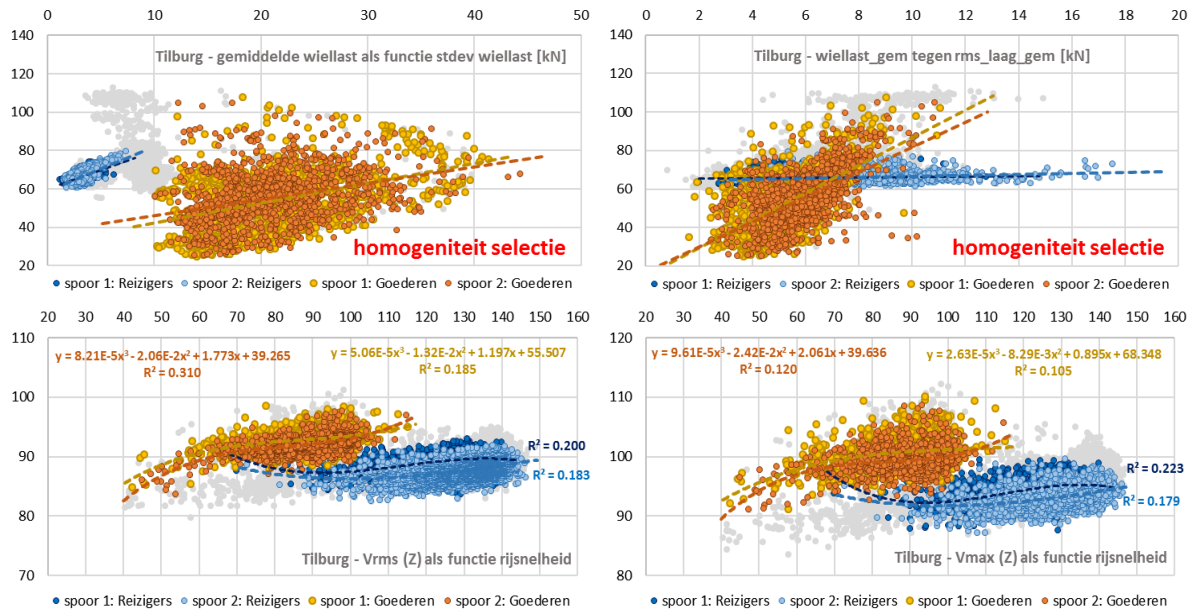 0 10 20 30 40 50
140
120
100
80
60
40
20
Tilburg - gemiddelde wiellast als functie stdev wiellast [kN]
homogeniteit selectie
spoor 1: Reizigers spoor 2: Reizigers spoor 1: Goederen spoor 2: Goederen
0 2 4 6 8 10 12 14 16 18 20
140
120
100
80
60
40
20
Tilburg - wiellast_gem tegen rms_laag_gem [kN]
homogeniteit selectie
spoor 1: Reizigers spoor 2: Reizigers spoor 1: Goederen spoor 2: Goederen
20 30 40 50 60 70 80 90 100 110 120 130 140 150 160
110
100
90
80
70
y = 8.21E-5x³ - 2.06E-2x² + 1.773x + 39.265
R² = 0.310
y = 5.06E-5x³ - 1.32E-2x² + 1.197x + 55.507
R² = 0.185
R² = 0.200
R² = 0.183
Tilburg - Vrms (Z) als functie rijsnelheid
spoor 1: Reizigers spoor 2: Reizigers spoor 1: Goederen spoor 2: Goederen
20 30 40 50 60 70 80 90 100 110 120 130 140 150 160
120
110
100
90
80
y = 9.61E-5x³ - 2.42E-2x² + 2.061x + 39.636
R² = 0.120
y = 2.63E-5x³ - 8.29E-3x² + 0.895x + 68.348
R² = 0.105
R² = 0.223
R² = 0.179
Tilburg - Vmax (Z) als functie rijsnelheid
spoor 1: Reizigers spoor 2: Reizigers spoor 1: Goederen spoor 2: Goederen